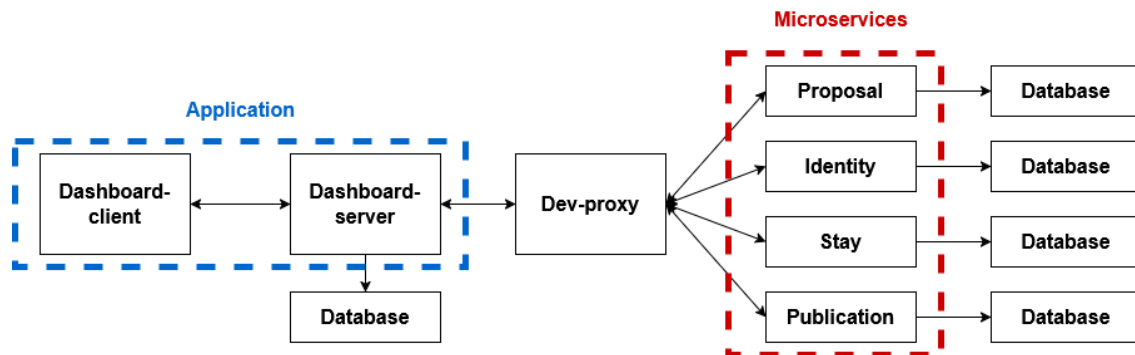 Microservices
Application
Dashboard-
client
Dashboard-
server
Database
Dev-proxy
Proposal
Database
Identity
Database
Stay
Database
Publication
Database